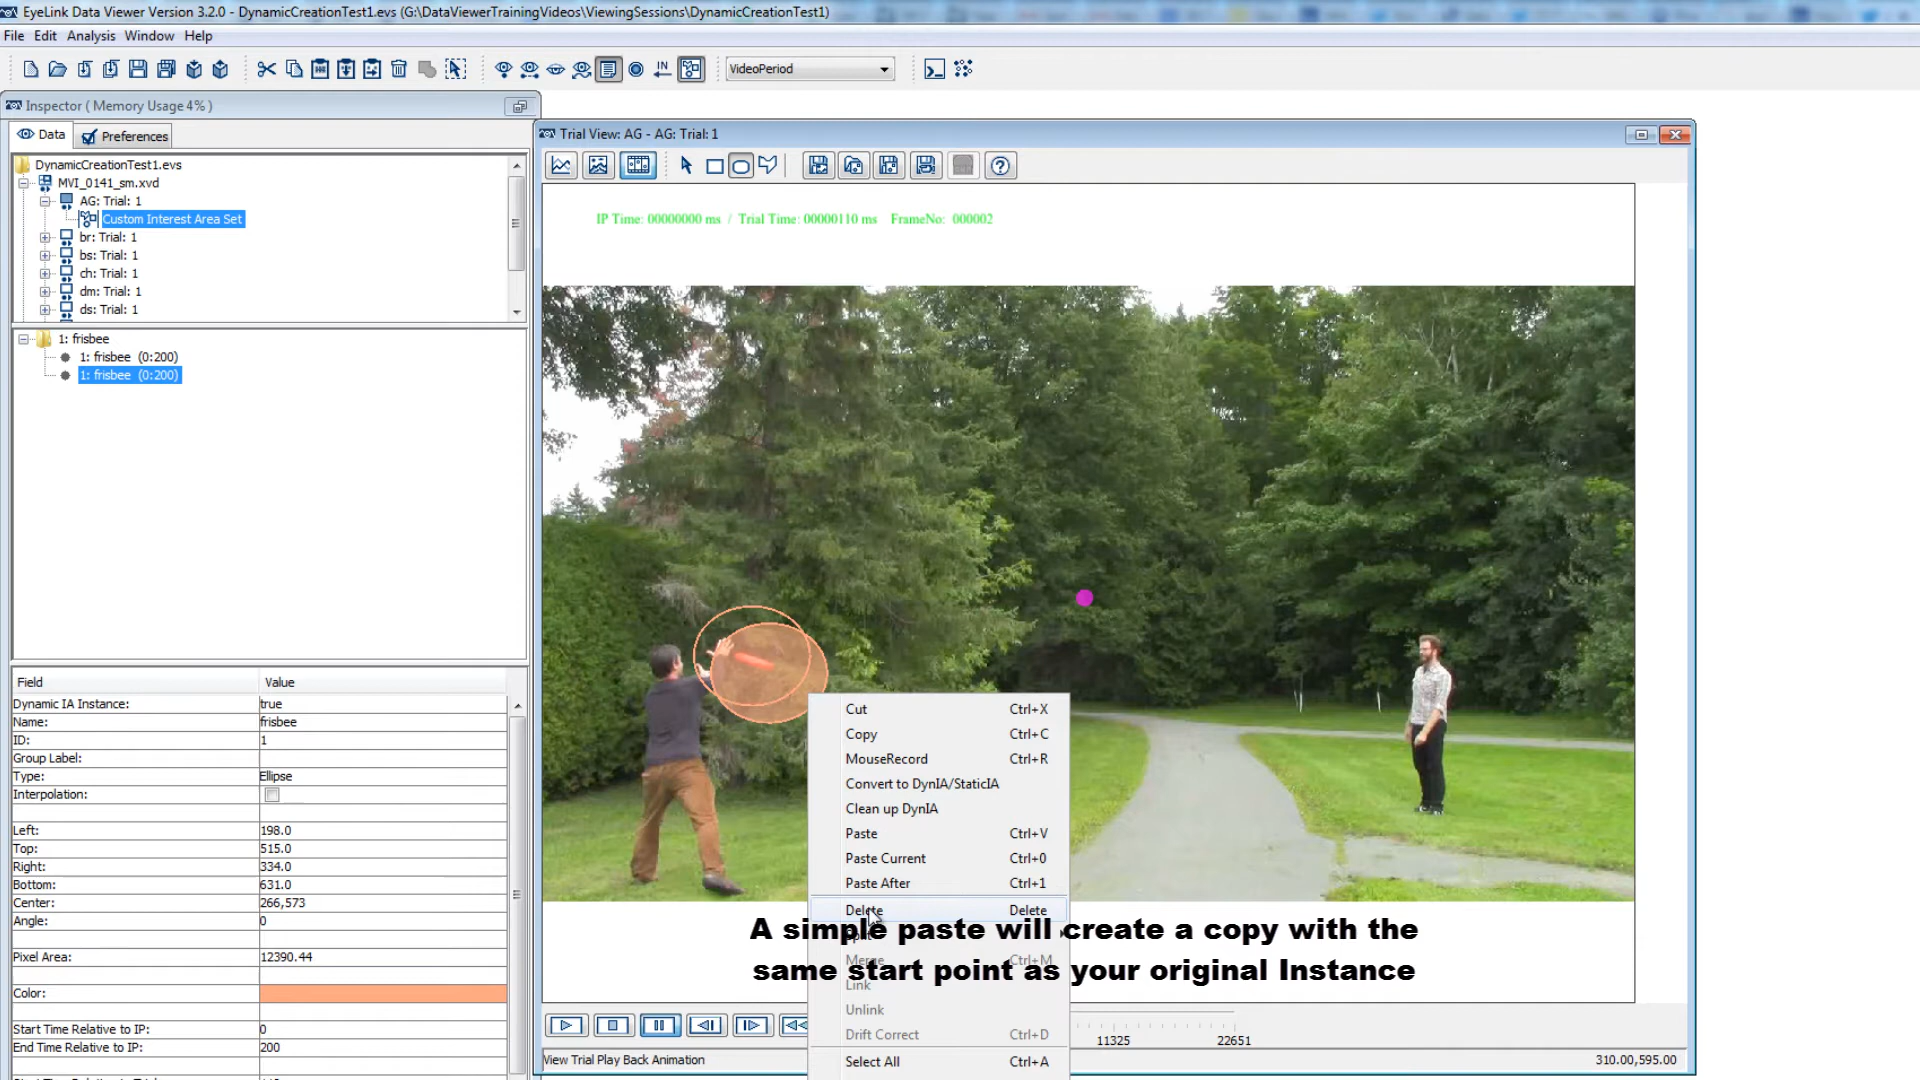 EyeLink Data Viewer Version 3.2.0 - DynamicCreationTest1.evs (G:\DataViewerTrainingVideos\ViewingSessions\DynamicCreationTest1)
File Edit Analysis Window Help
IN
VideoPeriod
Inspector ( Memory Usage 4% )
Data
Preferences
DynamicCreationTest1.evs
MVI_0141_sm.xvd
AG: Trial: 1
Custom Interest Area Set
br: Trial: 1
bs: Trial: 1
ch: Trial: 1
dm: Trial: 1
ds: Trial: 1
1: frisbee
1: frisbee (0:200)
1: frisbee (0:200)
Field Value
Dynamic IA Instance: true
Name: frisbee
ID: 1
Group Label:
Type: Ellipse
Interpolation:
Left: 198.0
Top: 515.0
Right: 334.0
Bottom: 631.0
Center: 266,573
Angle: 0
Pixel Area: 12390.44
Color:
Start Time Relative to IP: 0
End Time Relative to IP: 200
Trial View: AG - AG: Trial: 1
IP Time: 00000000 ms / Trial Time: 00000110 ms FrameNo: 000002
Cut Ctrl+X
Copy Ctrl+C
MouseRecord Ctrl+R
Convert to DynIA/StaticIA
Clean up DynIA
Paste Ctrl+V
Paste Current Ctrl+0
Paste After Ctrl+1
Delete Delete
A simple paste will create a copy with the
Merge Ctrl+M
same start point as your original Instance
Link
Unlink
Drift Correct Ctrl+D
Select All Ctrl+A
11325 22651
View Trial Play Back Animation
310.00,595.00